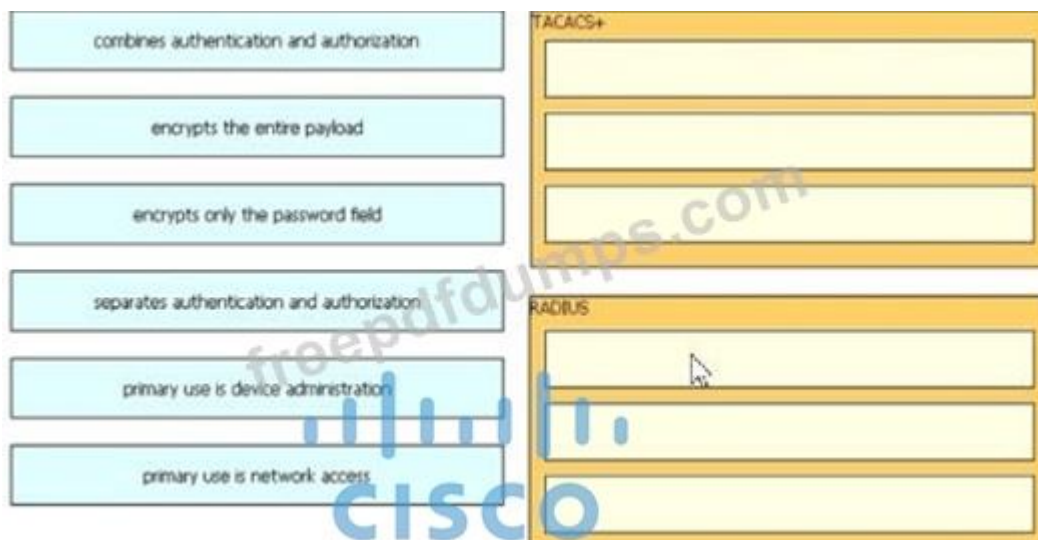 combines authentication and authorization
encrypts the entire payload
encrypts only the password field
separates authentication and authorization
primary use is device administration
primary use is network access
TACACS+
RADIUS
freepdfdumps.com
CISCO